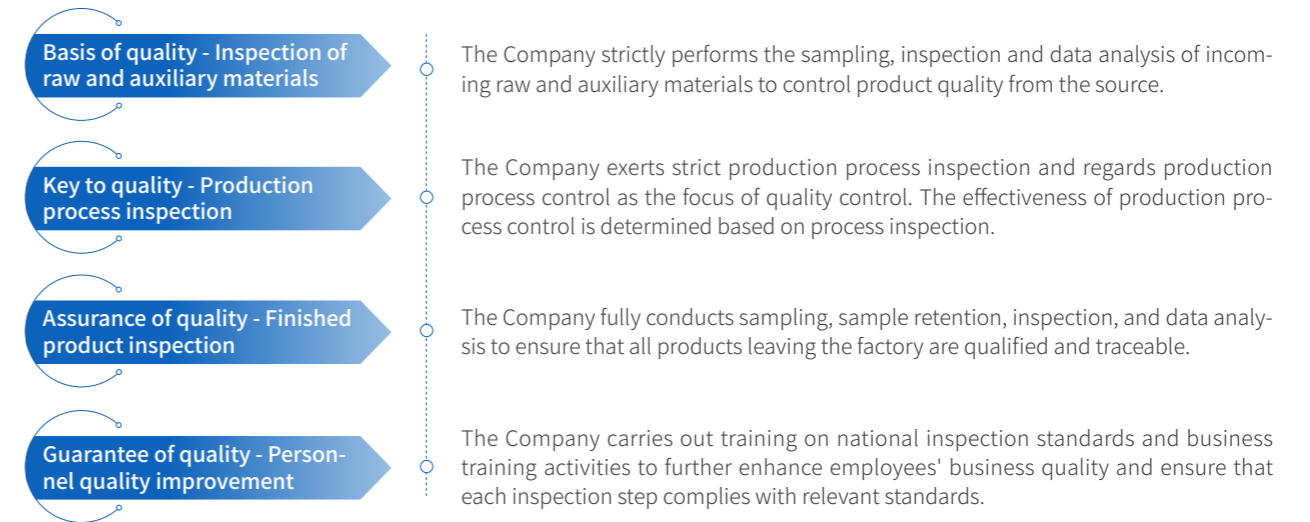 Basis of quality - Inspection of
raw and auxiliary materials
The Company strictly performs the sampling, inspection and data analysis of incom-
ing raw and auxiliary materials to control product quality from the source.
Key to quality - Production
process inspection
The Company exerts strict production process inspection and regards production
process control as the focus of quality control. The effectiveness of production pro-
cess control is determined based on process inspection.
Assurance of quality - Finished
product inspection
The Company fully conducts sampling, sample retention, inspection, and data analy-
sis to ensure that all products leaving the factory are qualified and traceable.
Guarantee of quality - Person-
nel quality improvement
The Company carries out training on national inspection standards and business
training activities to further enhance employees' business quality and ensure that
each inspection step complies with relevant standards.